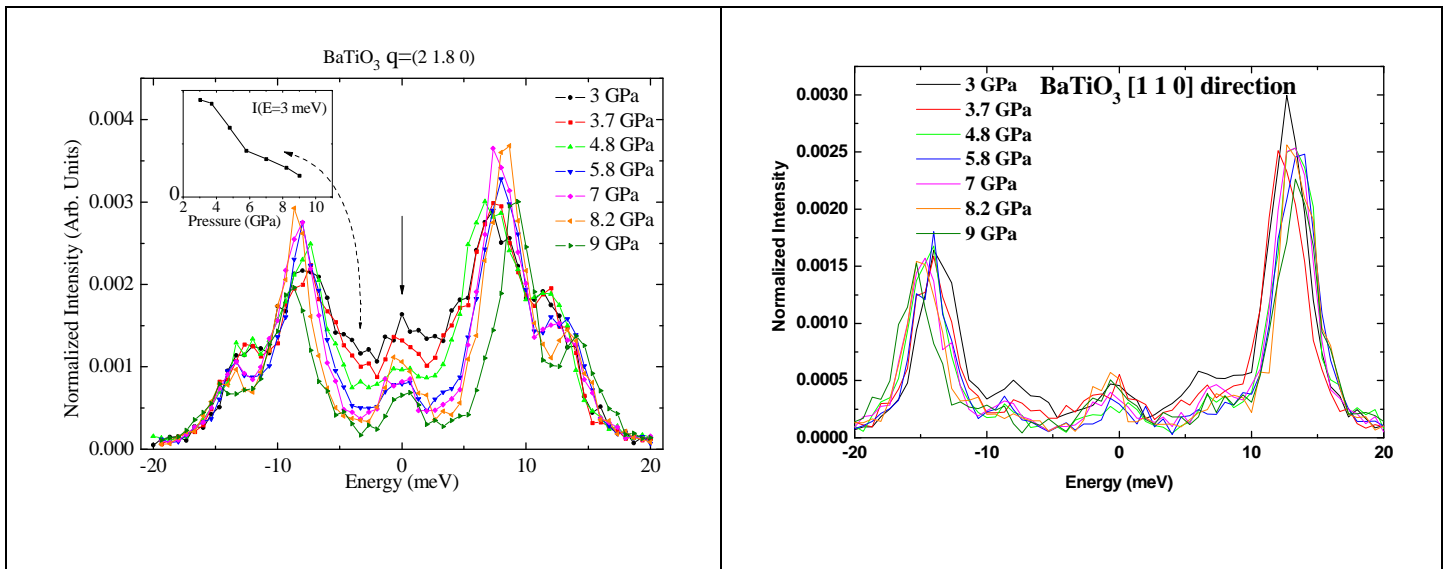 BaTiO3 q=(2 1.8 0)
0.004
0.003
0.002
0.001
0.000
Normalized Intensity (Arb. Units)
-20 -10 0 10 20
Energy (meV)
I(E=3 meV)
0
2 4 6 8 10
Pressure (GPa)
3 GPa
3.7 GPa
4.8 GPa
5.8 GPa
7 GPa
8.2 GPa
9 GPa
BaTiO3 [1 1 0] direction
3 GPa
3.7 GPa
4.8 GPa
5.8 GPa
7 GPa
8.2 GPa
9 GPa
0.0030
0.0025
0.0020
0.0015
0.0010
0.0005
0.0000
Normalized Intensity
-20 -10 0 10 20
Energy (meV)